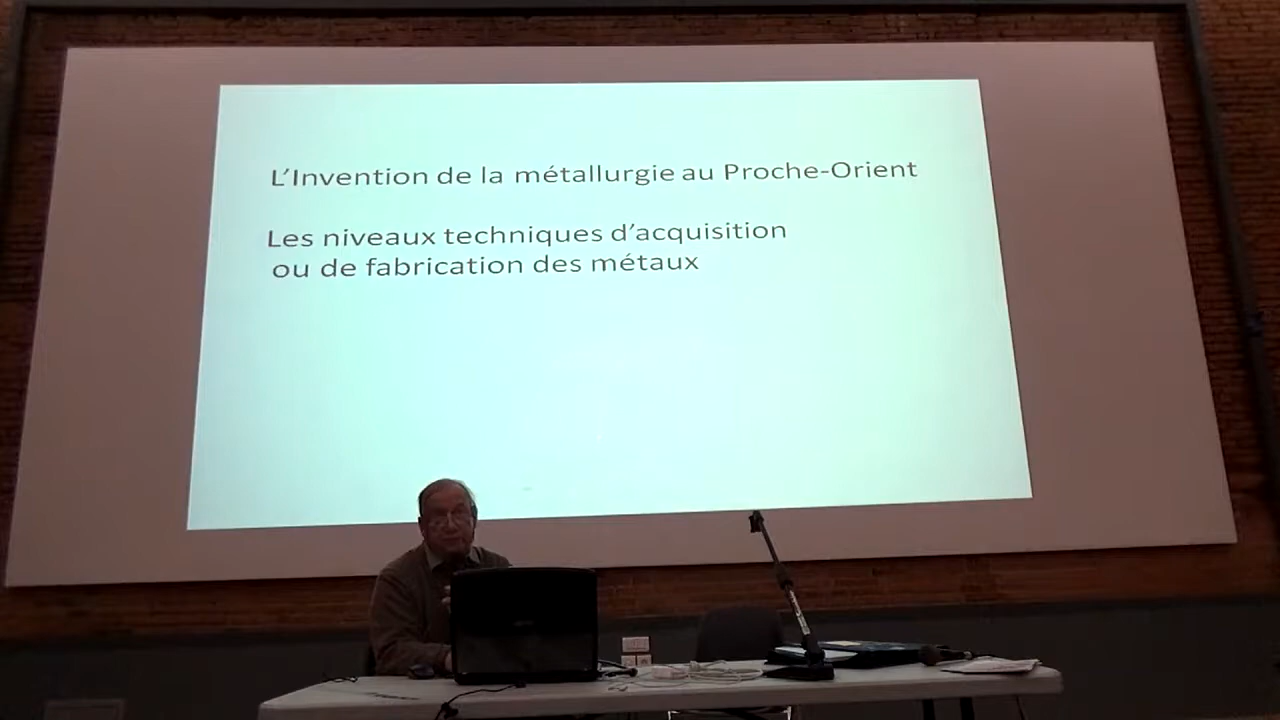 L'Invention de la métallurgie au Proche-Orient
Les niveaux techniques d'acquisition
ou de fabrication des métaux